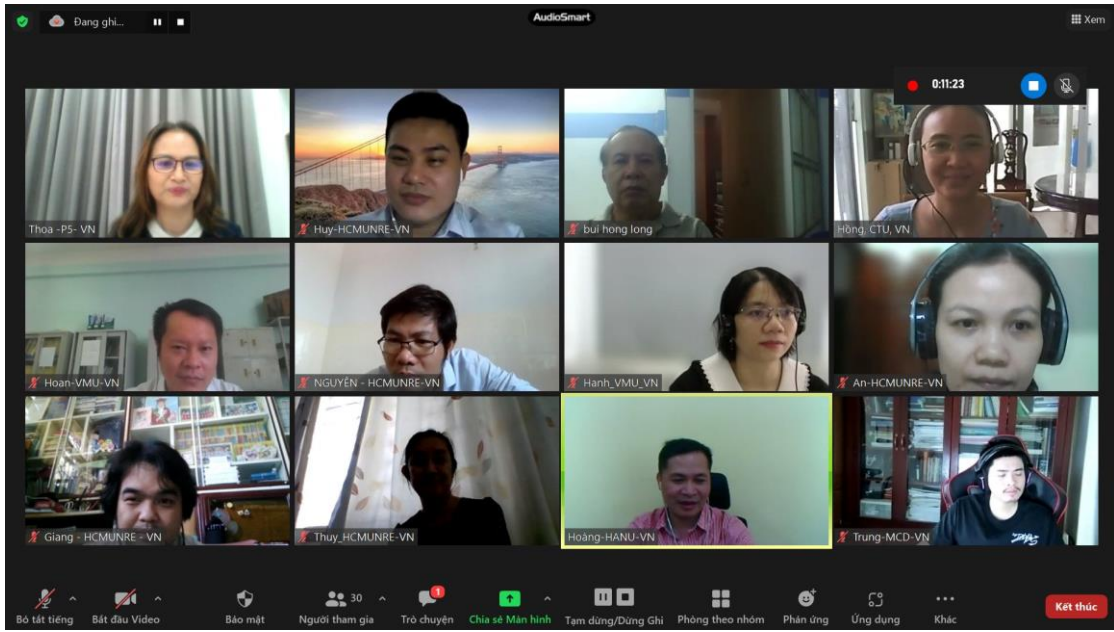 Đang ghi...
AudioSmart
Xem
0:11:23
Thoa -P5- VN
Huy-HCMUNRE-VN
bui hong long
Hồng, CTU, VN
Hoan-VMU-VN
NGUYÊN - HCMUNRE-VN
Hanh_VMU_VN
An-HCMUNRE-VN
Giang - HCMUNRE - VN
Thuy_HCMUNRE-VN
Hoàng-HANU-VN
Trung-MCD-VN
1
30
Bỏ tắt tiếng
Bắt đầu Video
Bảo mật
Người tham gia
Trò chuyện
Chia sẻ Màn hình
Tạm dừng/Dừng Ghi
Phòng theo nhóm
Phản ứng
Ứng dụng
Khác
Kết thúc